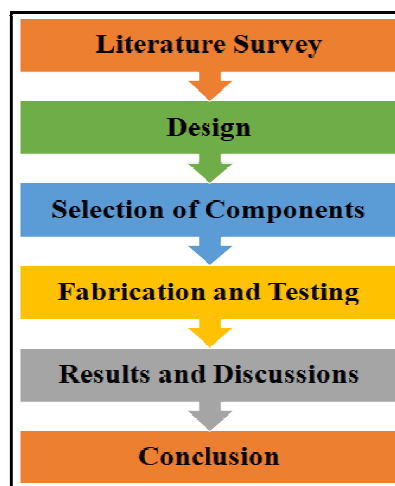 Literature Survey
Design
Selection of Components
Fabrication and Testing
Results and Discussions
Conclusion